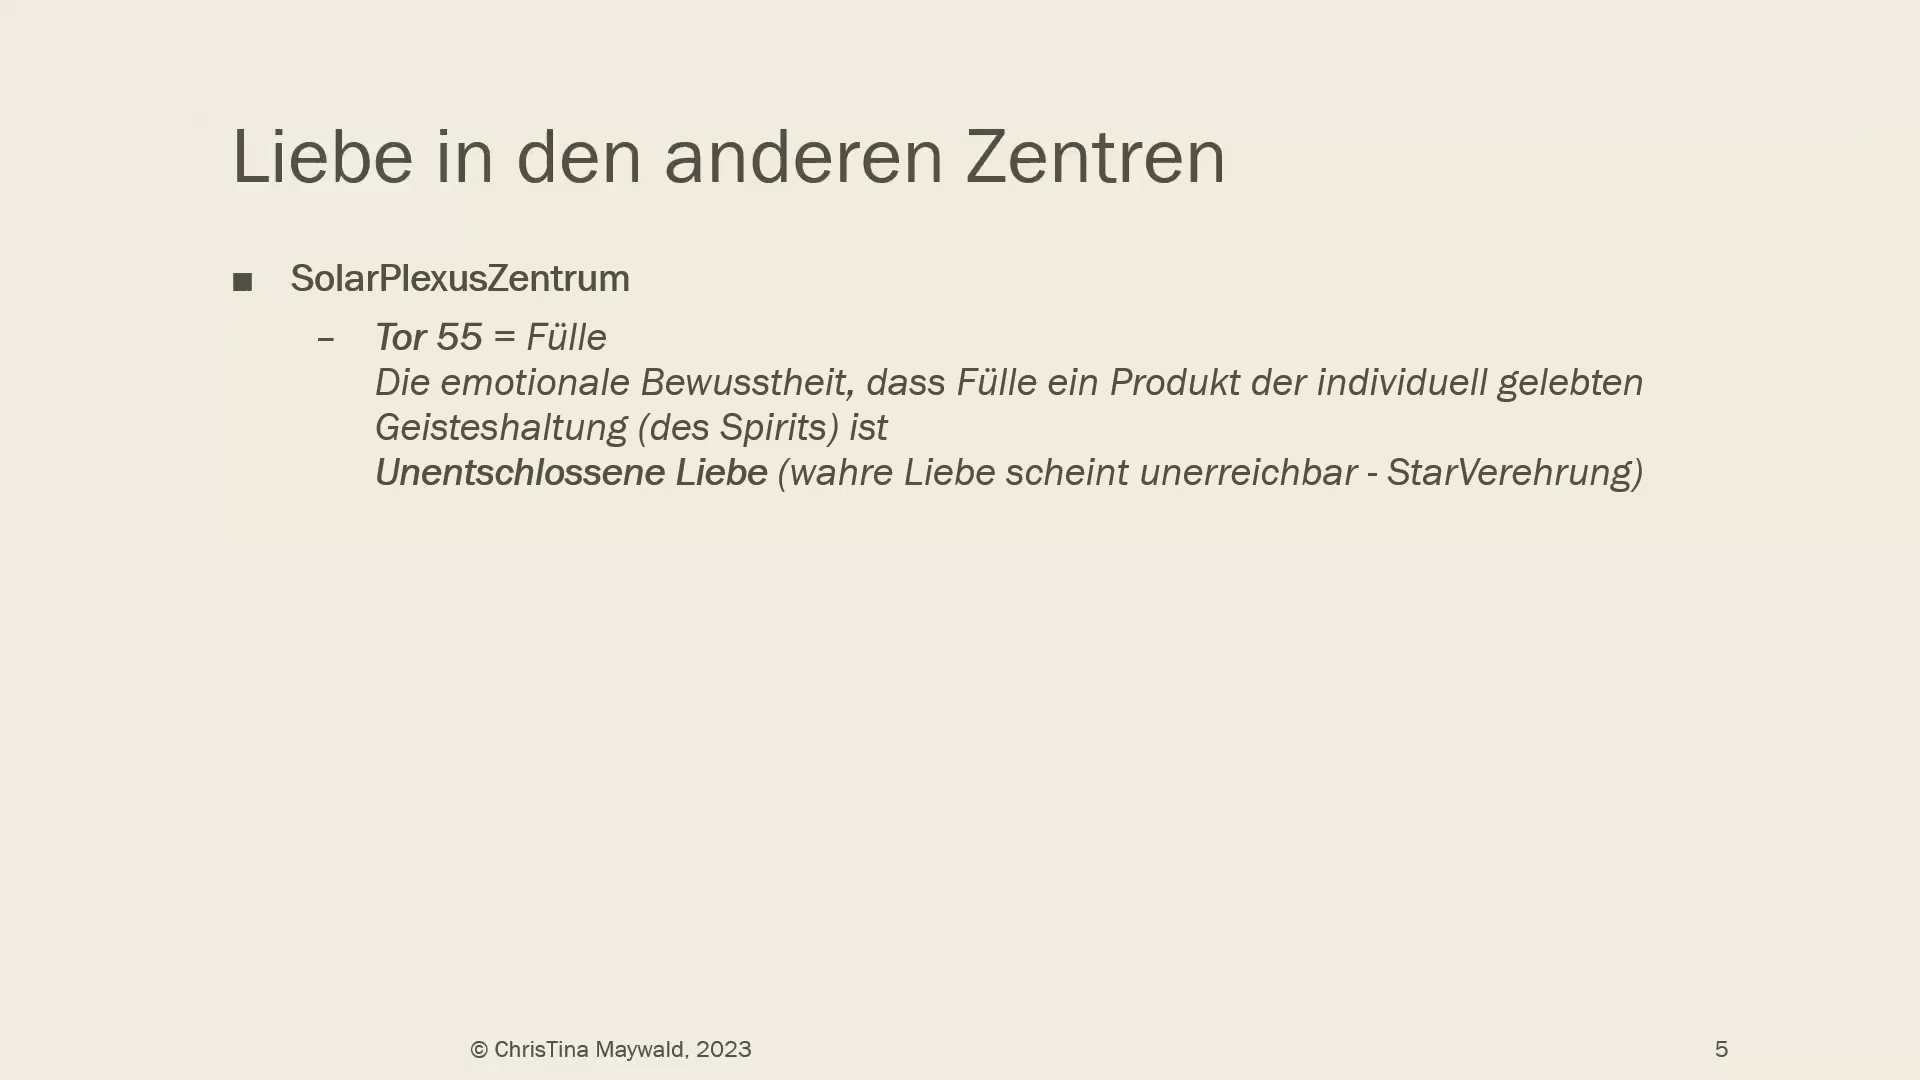 Liebe in den anderen Zentren
■ SolarPlexusZentrum
– Tor 55 = Fülle
Die emotionale Bewusstheit, dass Fülle ein Produkt der individuell gelebten
Geisteshaltung (des Spirits) ist
Unentschlossene Liebe (wahre Liebe scheint unerreichbar - StarVerehrung)
© ChrisTina Maywald, 2023
5